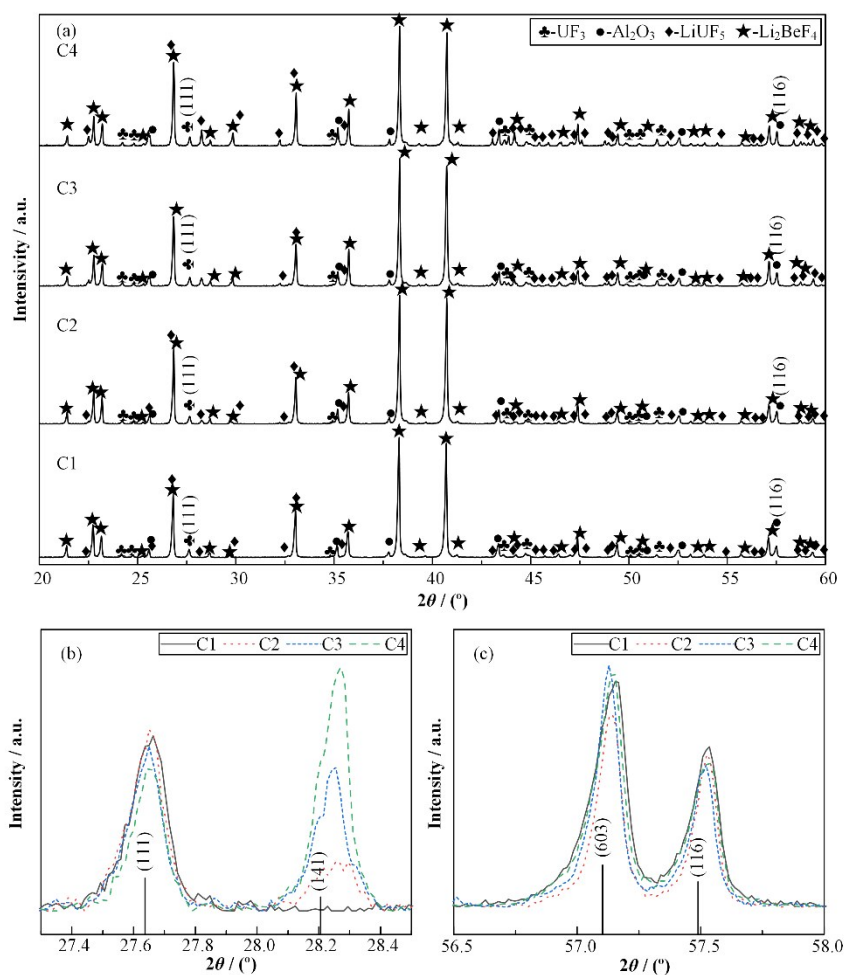 (a)
♣-UF₃ ●-Al₂O₃ ♦-LiUF₅ ★-Li₂BeF₄
C4
(111)
(116)
C3
(111)
(116)
C2
(111)
(116)
C1
(111)
(116)
Intensivity / a.u.
20 25 30 35 40 45 50 55 60
2θ / (º)
(b)
C1 C2 C3 C4
(111)
(141)
Intensity / a.u.
27.4 27.6 27.8 28.0 28.2 28.4
2θ / (º)
(c)
C1 C2 C3 C4
(603)
(116)
Intensity / a.u.
56.5 57.0 57.5 58.0
2θ / (º)